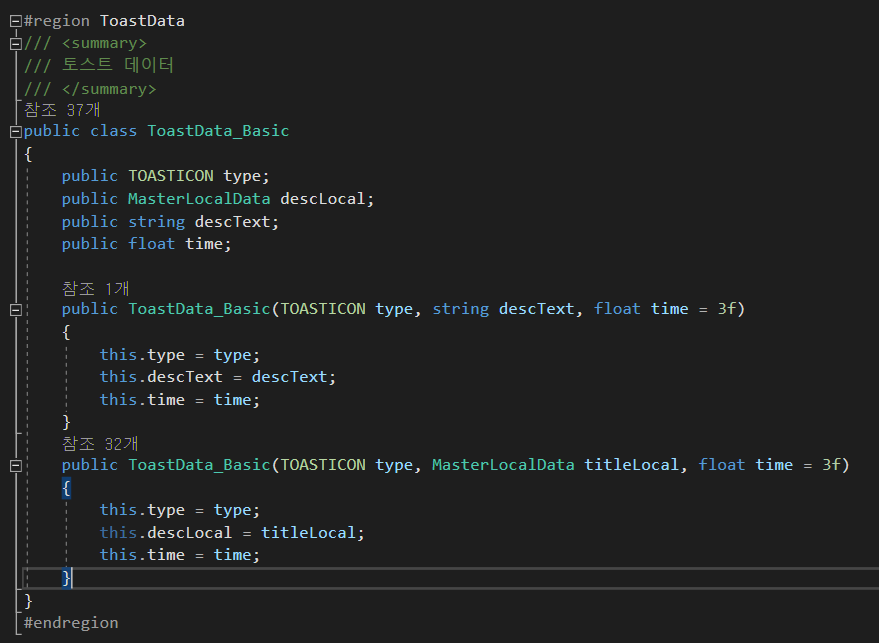 #region ToastData
/// <summary>
/// 토스트 데이터
/// </summary>
참조 37개
public class ToastData_Basic
{
public TOASTICON type;
public MasterLocalData descLocal;
public string descText;
public float time;
참조 1개
public ToastData_Basic(TOASTICON type, string descText, float time = 3f)
{
this.type = type;
this.descText = descText;
this.time = time;
}
참조 32개
public ToastData_Basic(TOASTICON type, MasterLocalData titleLocal, float time = 3f)
{
this.type = type;
this.descLocal = titleLocal;
this.time = time;
}
}
#endregion